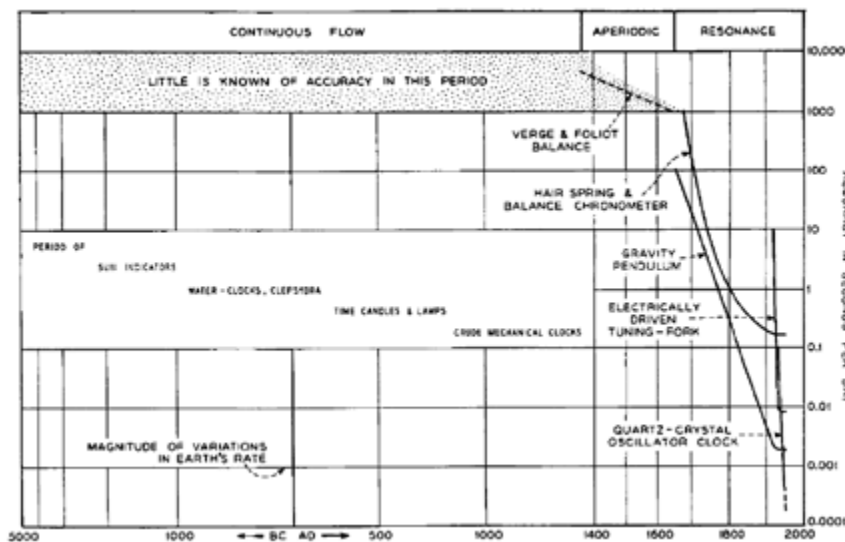 CONTINUOUS FLOW
APERIODIC
RESONANCE
LITTLE IS KNOWN OF ACCURACY IN THIS PERIOD
10,000
1000
VERGE & FOLIOT
BALANCE
100
HAIR SPRING &
BALANCE CHRONOMETER
10
PERIOD OF
SUN INDICATORS
GRAVITY
PENDULUM
WATER-CLOCKS, CLEPSYDRA
1
TIME CANDLES & LAMPS
ELECTRICALLY
DRIVEN
TUNING-FORK
CRUDE MECHANICAL CLOCKS
0.1
0.01
QUARTZ-CRYSTAL
OSCILLATOR CLOCK
MAGNITUDE OF VARIATIONS
IN EARTH'S RATE
0.001
0.0001
5000
1000
BC AD
500
1000
1400
1600
1800
2000